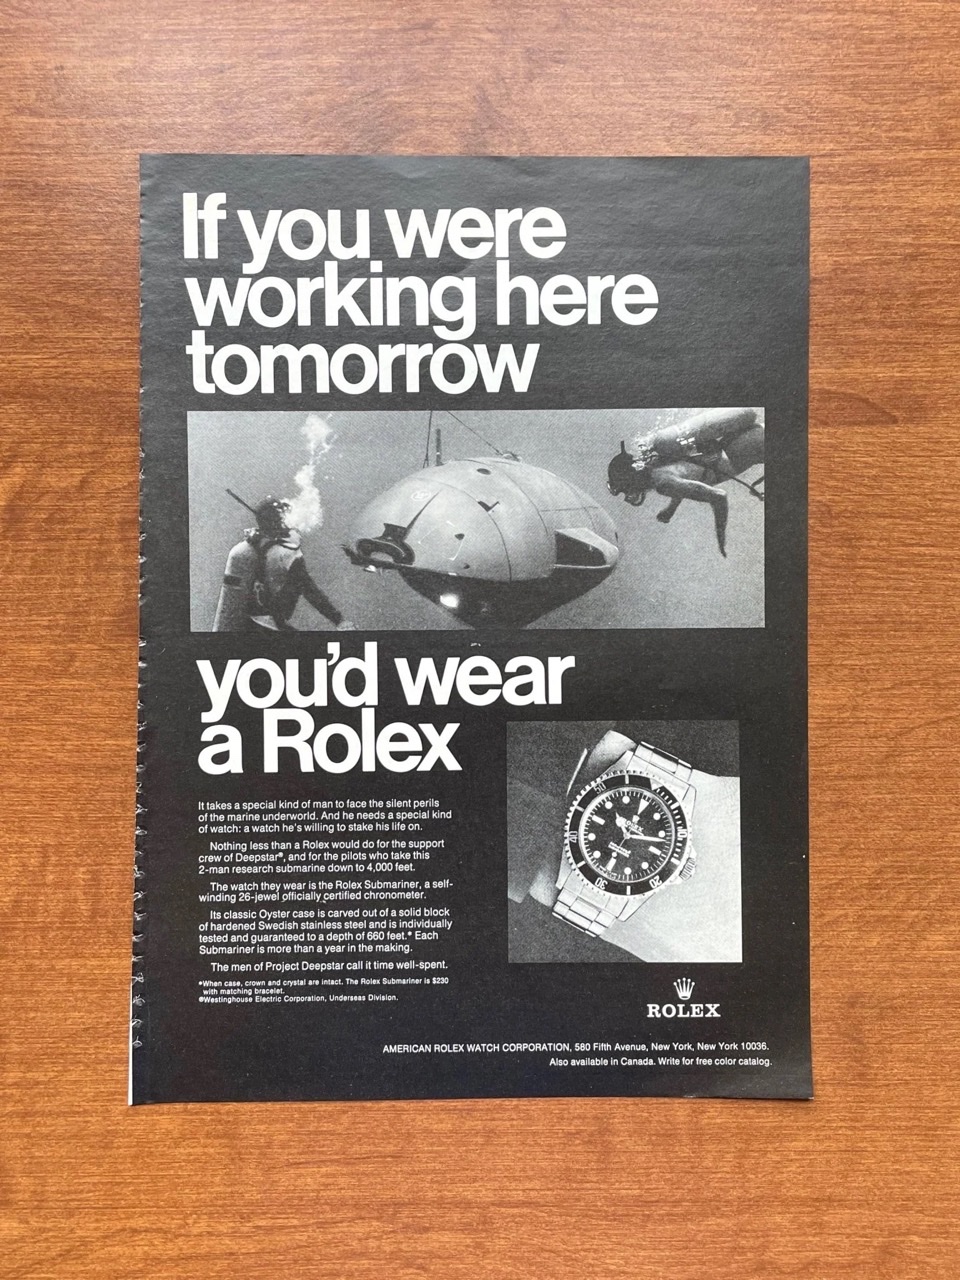 If you were
working here
tomorrow
you'd wear
a Rolex
It takes a special kind of man to face the silent perils
of the marine underworld. And he needs a special kind
of watch: a watch he's willing to stake his life on.
Nothing less than a Rolex would do for the support
crew of Deepstar®, and for the pilots who take this
2-man research submarine down to 4,000 feet.
The watch they wear is the Rolex Submariner, a self-
winding 26-jewel officially certified chronometer.
Its classic Oyster case is carved out of a solid block
of hardened Swedish stainless steel and is individually
tested and guaranteed to a depth of 660 feet.* Each
Submariner is more than a year in the making.
The men of Project Deepstar call it time well-spent.
*When case, crown and crystal are intact. The Rolex Submariner is $230
with matching bracelet.
®Westinghouse Electric Corporation, Underseas Division.
50
10
ROLEX
20
30
ROLEX
AMERICAN ROLEX WATCH CORPORATION, 580 Fifth Avenue, New York, New York 10036.
Also available in Canada. Write for free color catalog.